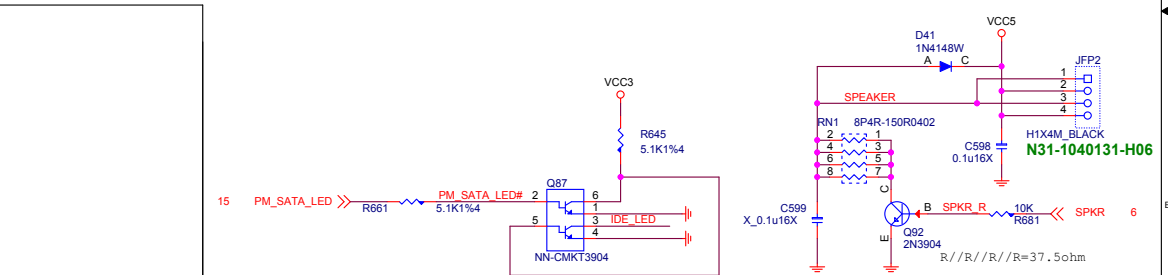 VCC5
D41
1N4148W
A
C
JFP2
1
2
3
4
SPEAKER
H1X4M_BLACK
N31-1040131-H06
C598
0.1u16X
RN1
8P4R-150R0402
2
4
6
8
1
3
5
7
C599
X_0.1u16X
C
B
E
Q92
2N3904
SPKR_R
10K
R681
SPKR
6
R//R//R//R=37.5ohm
VCC3
R645
5.1K1%4
15
PM_SATA_LED
R661
5.1K1%4
PM_SATA_LED#
2
5
Q87
6
1
3
4
IDE_LED
NN-CMKT3904